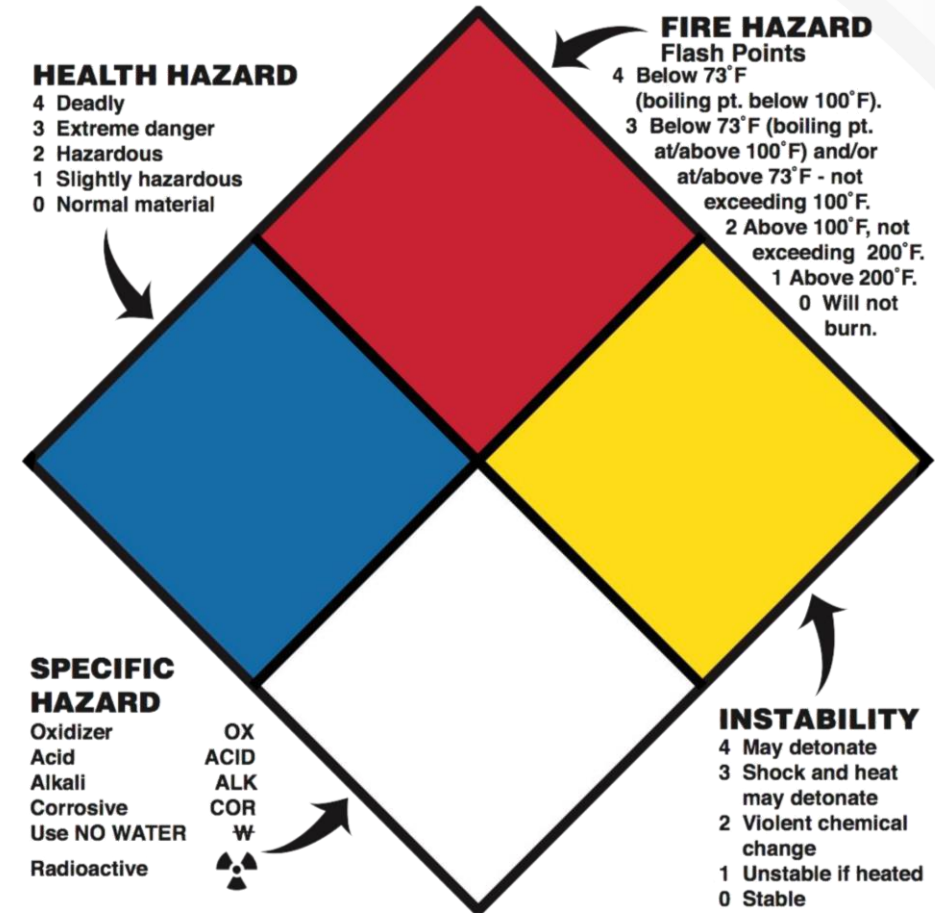 HEALTH HAZARD
4 Deadly
3 Extreme danger
2 Hazardous
1 Slightly hazardous
0 Normal material
FIRE HAZARD
Flash Points
4 Below 73°F
(boiling pt. below 100°F).
3 Below 73°F (boiling pt.
at/above 100°F) and/or
at/above 73°F - not
exceeding 100°F.
2 Above 100°F, not
exceeding 200°F.
1 Above 200°F.
0 Will not
burn.
SPECIFIC
HAZARD
Oxidizer OX
Acid ACID
Alkali ALK
Corrosive COR
Use NO WATER W̶
Radioactive ☢
INSTABILITY
4 May detonate
3 Shock and heat
may detonate
2 Violent chemical
change
1 Unstable if heated
0 Stable